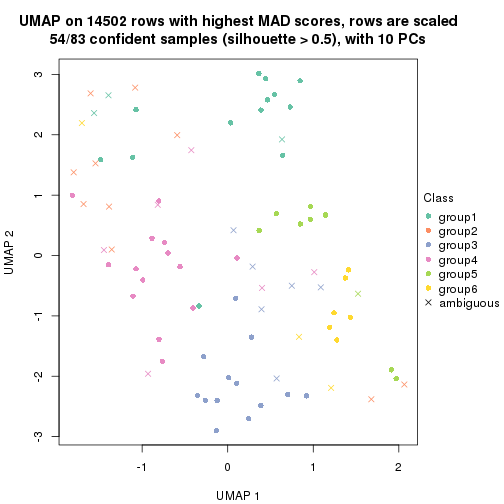 UMAP on 14502 rows with highest MAD scores, rows are scaled
54/83 confident samples (silhouette > 0.5), with 10 PCs
3
2
1
0
-1
-2
-3
UMAP 2
-1
0
1
2
UMAP 1
Class
group1
group2
group3
group4
group5
group6
ambiguous